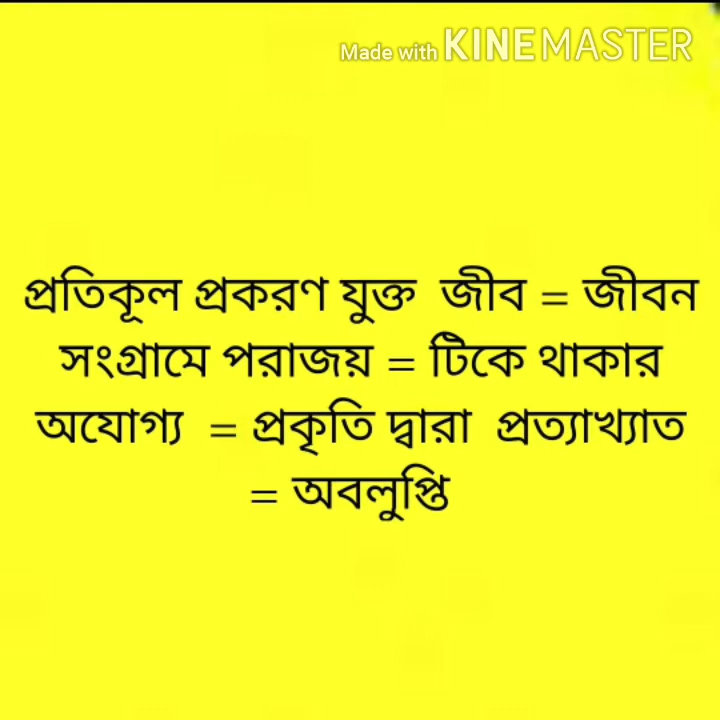 Made with KINEMASTER
প্রতিকূল প্রকরণ যুক্ত জীব = জীবন
সংগ্রামে পরাজয় = টিকে থাকার
অযোগ্য = প্রকৃতি দ্বারা প্রত্যাখ্যাত
= অবলুপ্তি